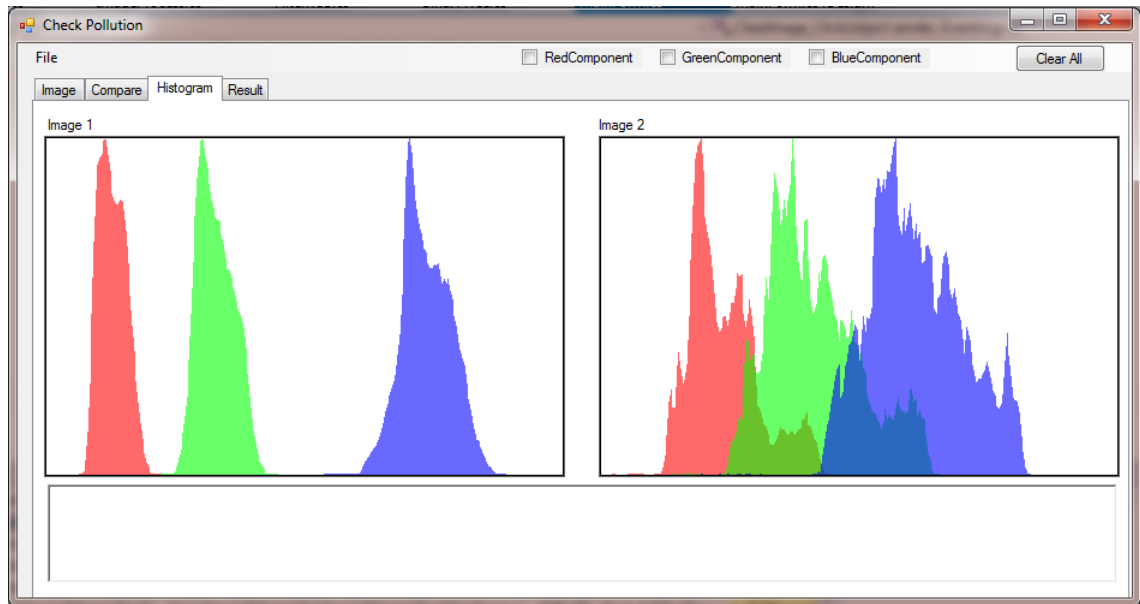 Check Pollution
File RedComponent GreenComponent BlueComponent Clear All
Image Compare Histogram Result
Image 1 Image 2